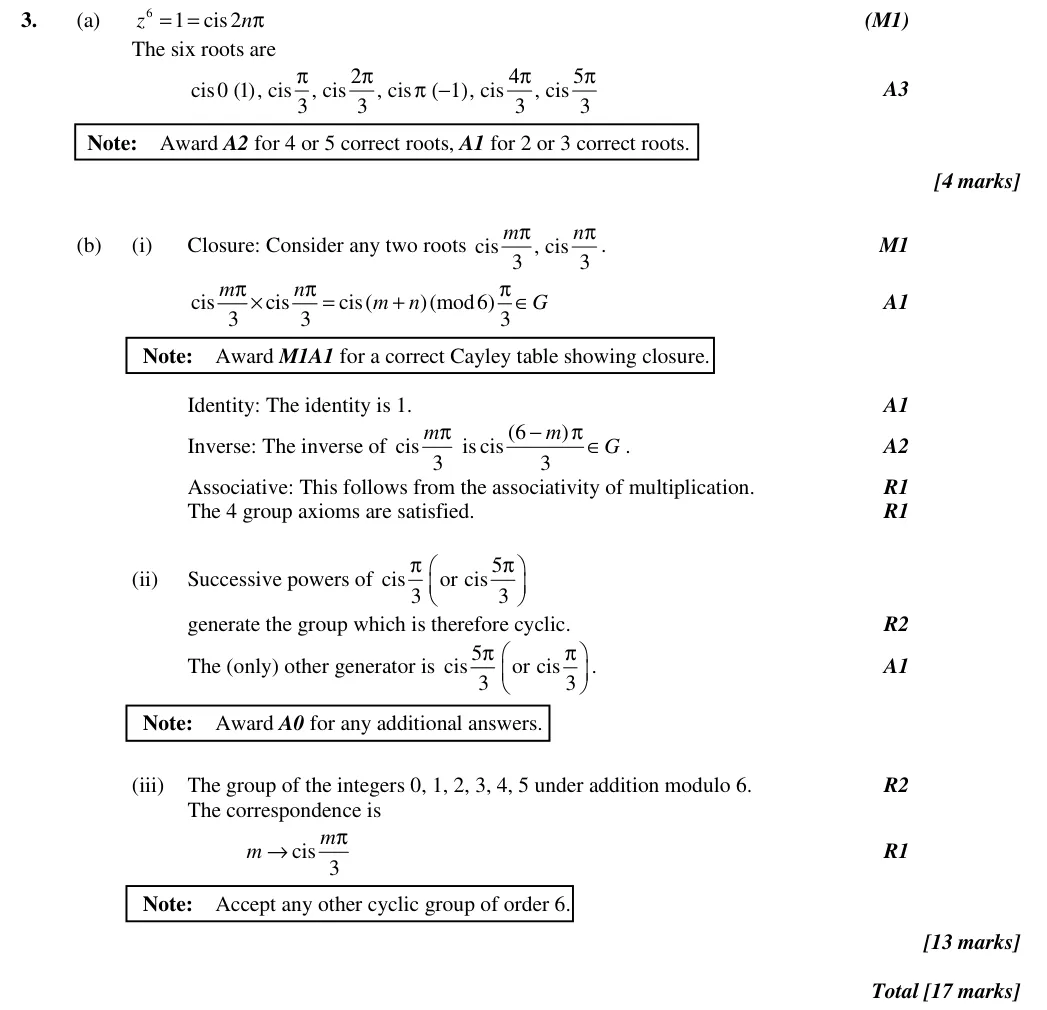 3. (a) z⁶ = 1 = cis 2nπ (M1)
The six roots are
cis 0 (1), cis π/3, cis 2π/3, cis π (−1), cis 4π/3, cis 5π/3 A3
Note: Award A2 for 4 or 5 correct roots, A1 for 2 or 3 correct roots.
[4 marks]
(b) (i) Closure: Consider any two roots cis mπ/3, cis nπ/3. M1
cis mπ/3 × cis nπ/3 = cis (m + n)(mod 6) π/3 ∈ G A1
Note: Award M1A1 for a correct Cayley table showing closure.
Identity: The identity is 1. A1
Inverse: The inverse of cis mπ/3 is cis (6 − m)π/3 ∈ G. A2
Associative: This follows from the associativity of multiplication. R1
The 4 group axioms are satisfied. R1
(ii) Successive powers of cis π/3 (or cis 5π/3)
generate the group which is therefore cyclic. R2
The (only) other generator is cis 5π/3 (or cis π/3). A1
Note: Award A0 for any additional answers.
(iii) The group of the integers 0, 1, 2, 3, 4, 5 under addition modulo 6. R2
The correspondence is
m → cis mπ/3 R1
Note: Accept any other cyclic group of order 6.
[13 marks]
Total [17 marks]